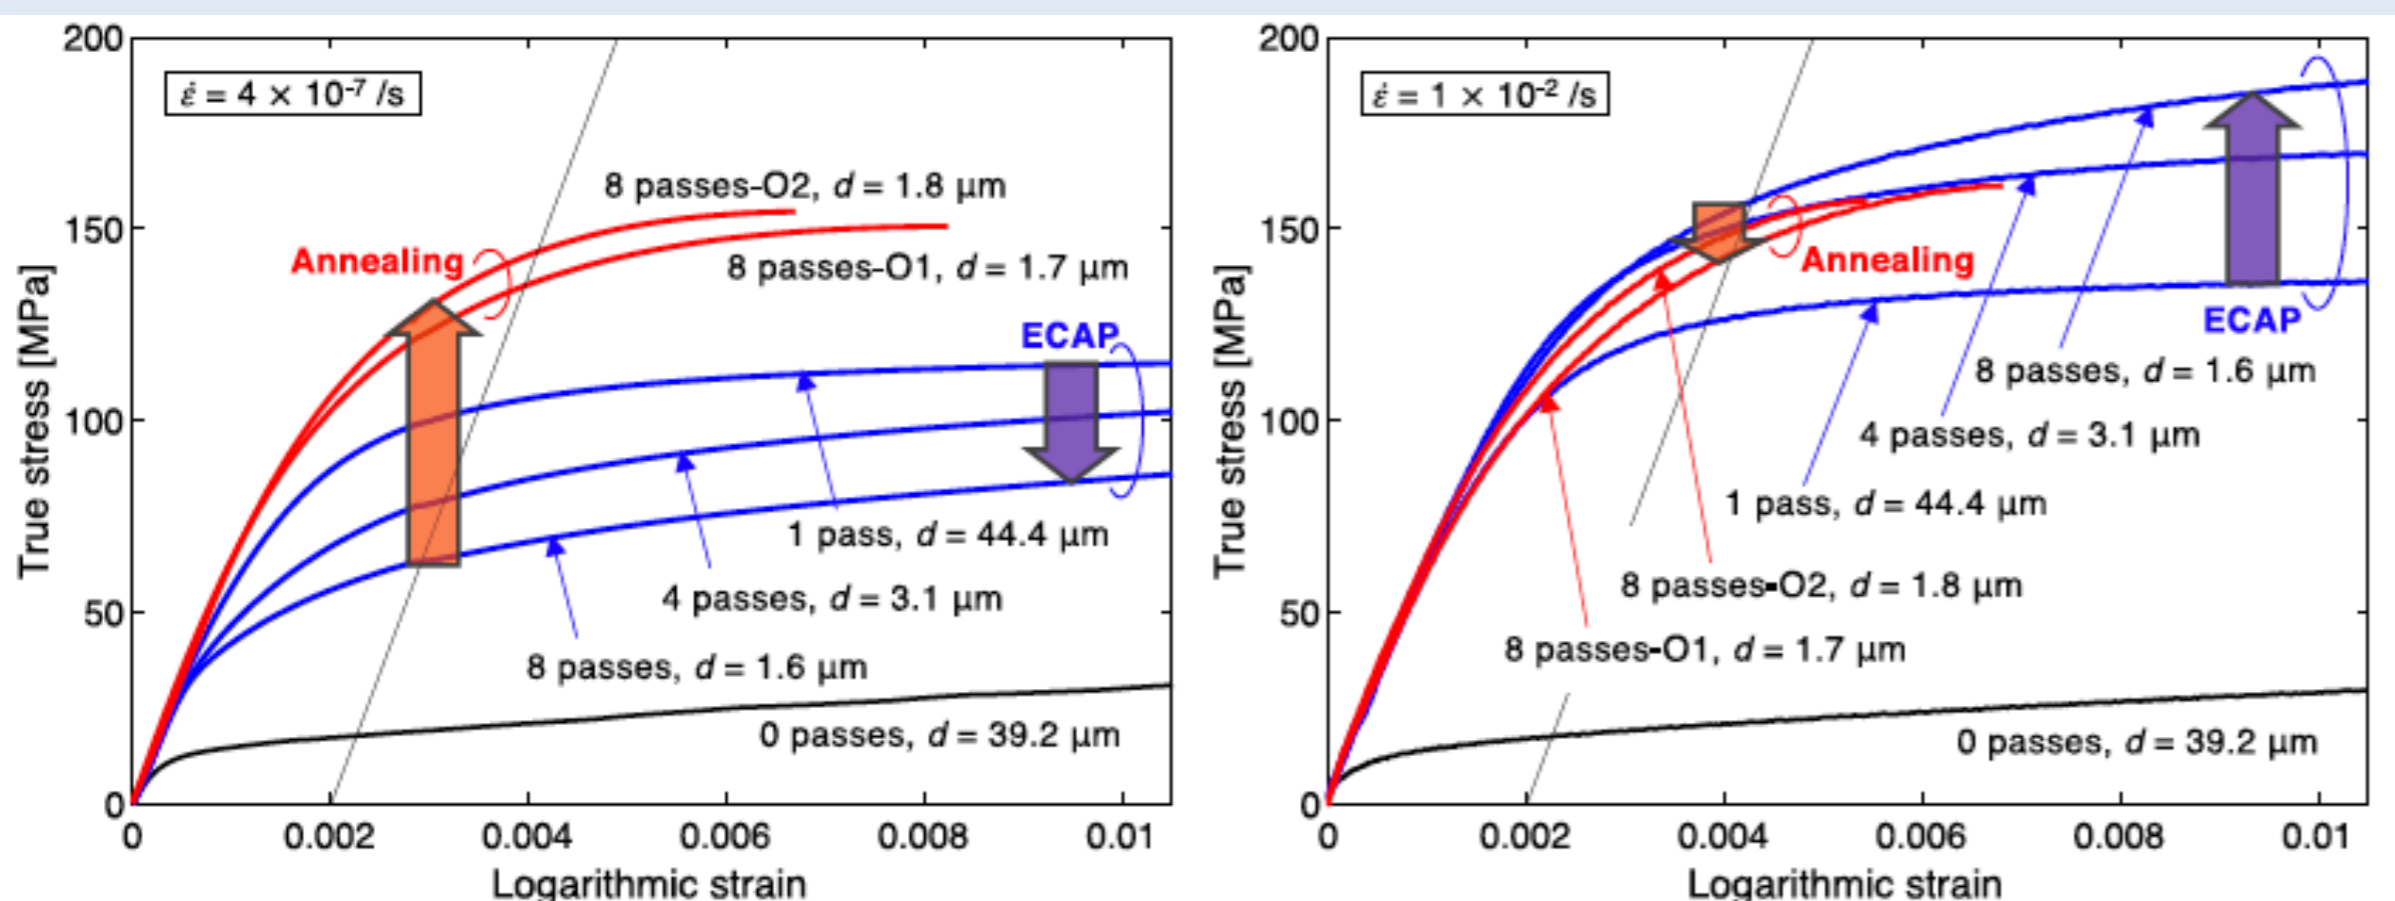 200
150
100
50
0
True stress [MPa]
ε̇ = 4 × 10⁻⁷ /s
8 passes-O2, d = 1.8 µm
Annealing
8 passes-O1, d = 1.7 µm
ECAP
1 pass, d = 44.4 µm
4 passes, d = 3.1 µm
8 passes, d = 1.6 µm
0 passes, d = 39.2 µm
0 0.002 0.004 0.006 0.008 0.01
Logarithmic strain
200
150
100
50
0
True stress [MPa]
ε̇ = 1 × 10⁻² /s
Annealing
ECAP
8 passes, d = 1.6 µm
4 passes, d = 3.1 µm
1 pass, d = 44.4 µm
8 passes-O2, d = 1.8 µm
8 passes-O1, d = 1.7 µm
0 passes, d = 39.2 µm
0 0.002 0.004 0.006 0.008 0.01
Logarithmic strain